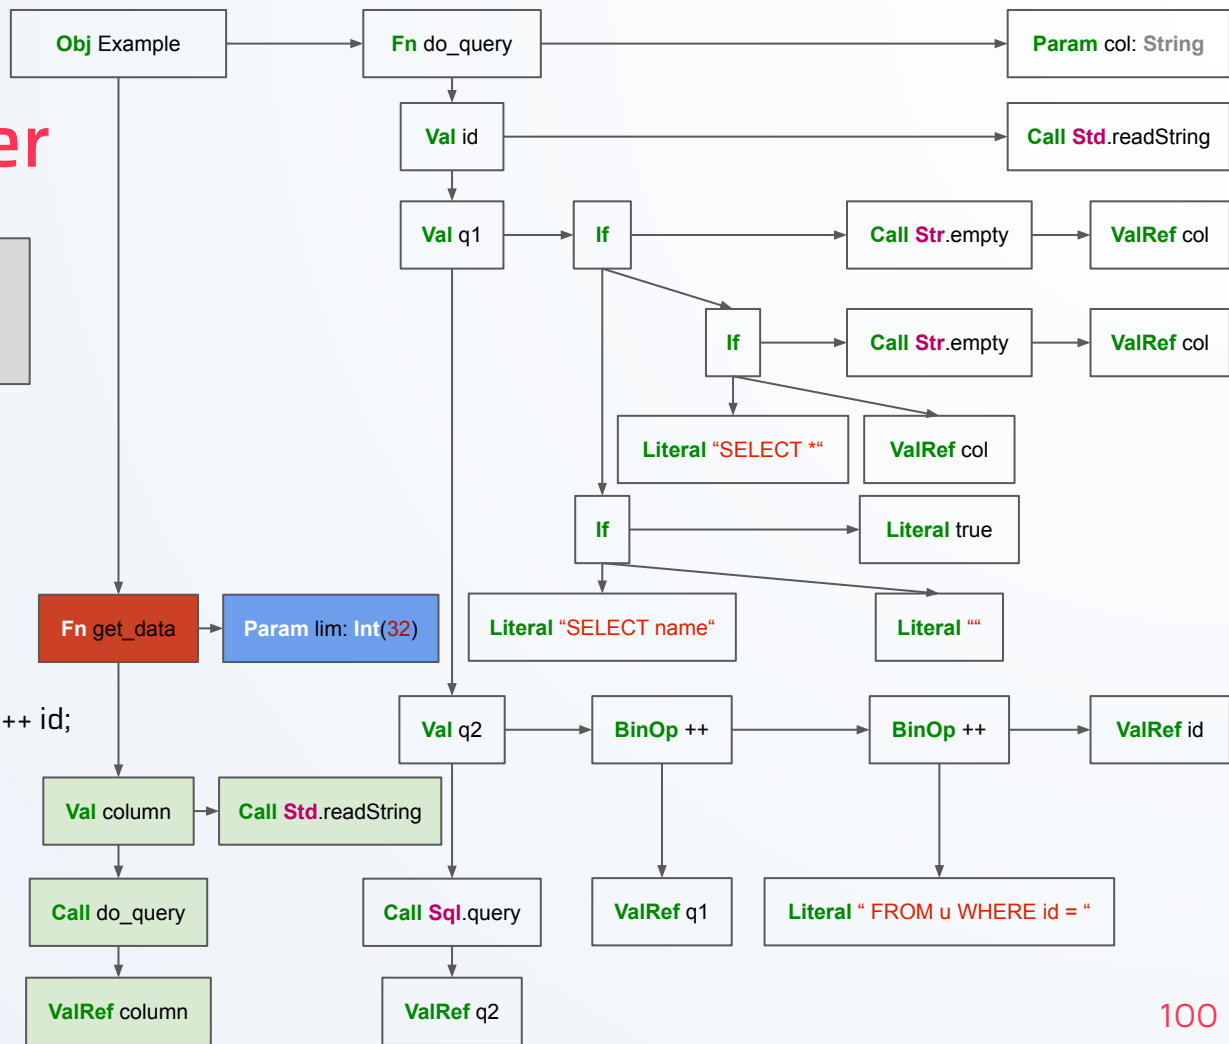 Obj Example
Fn do_query
Param col: String
er
Val id
Call Std.readString
Val q1
If
Call Str.empty
ValRef col
If
Call Str.empty
ValRef col
Literal “SELECT *“
ValRef col
If
Literal true
Fn get_data
Param lim: Int(32)
Literal “SELECT name“
Literal ““
++ id;
Val q2
BinOp ++
BinOp ++
ValRef id
Val column
Call Std.readString
Call do_query
Call Sql.query
ValRef q1
Literal “ FROM u WHERE id = “
ValRef column
ValRef q2
100